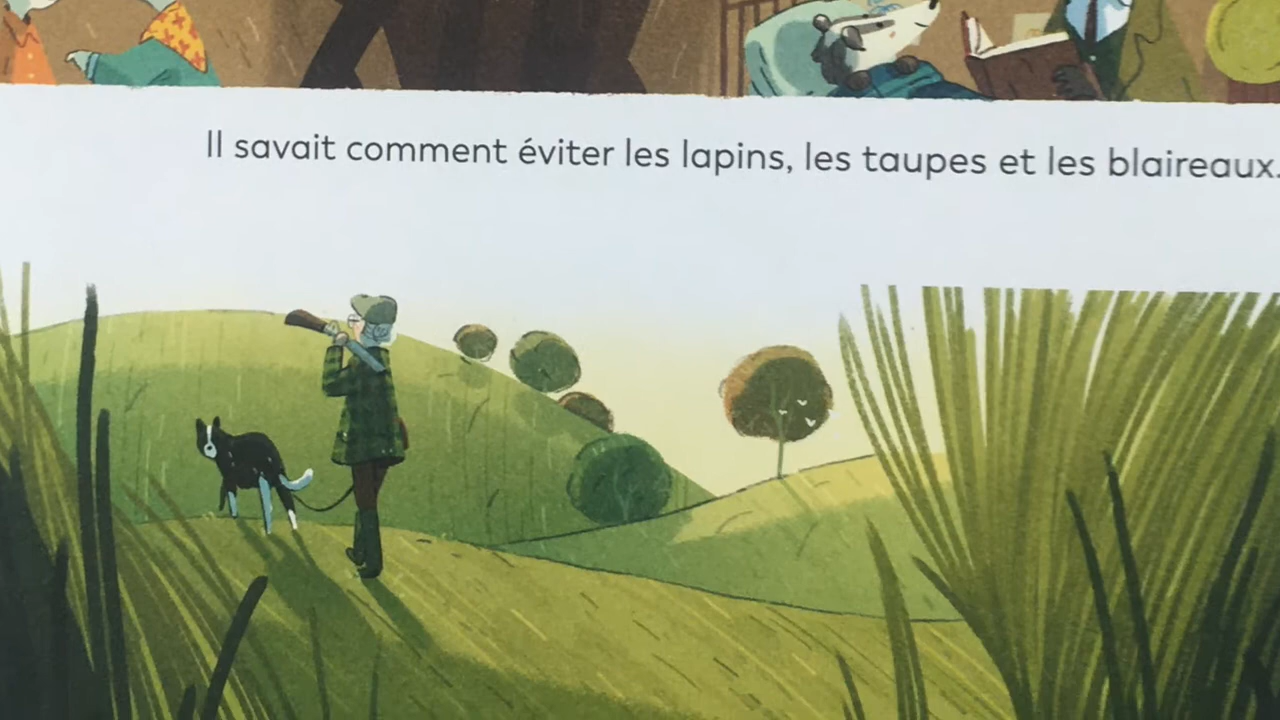 Il savait comment éviter les lapins, les taupes et les blaireaux.